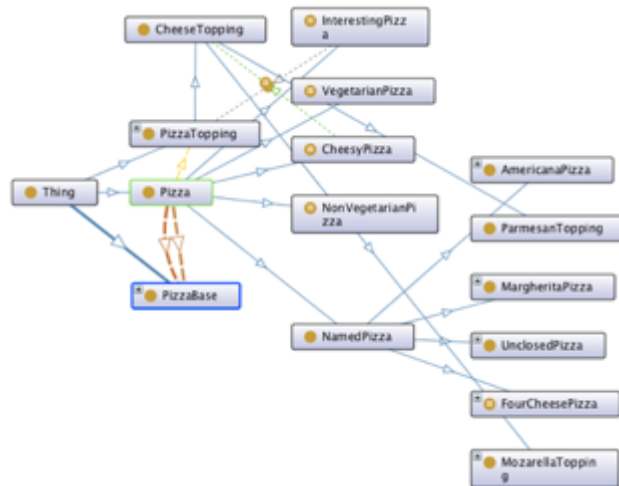 CheeseTopping
InterestingPizz
a
VegetarianPizza
PizzaTopping
CheesyPizza
AmericanaPizza
Thing
Pizza
NonVegetarianPi
zza
ParmesanTopping
PizzaBase
MargheritaPizza
NamedPizza
UnclosedPizza
FourCheesePizza
MozarellaToppin
g